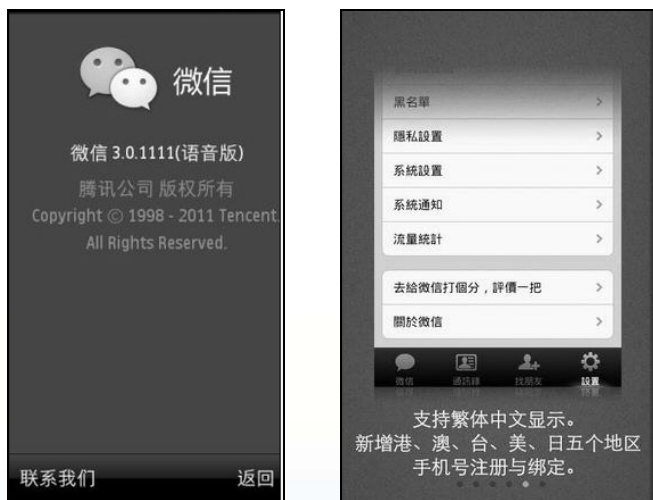 微信
微信 3.0.1111(语音版)
腾讯公司 版权所有
Copyright © 1998 - 2011 Tencent.
All Rights Reserved.
联系我们
返回
黑名單
隱私設置
系統設置
系統通知
流量統計
去給微信打個分，評價一把
關於微信
微信
通訊錄
找朋友
設置
支持繁体中文显示。
新增港、澳、台、美、日五个地区
手机号注册与绑定。